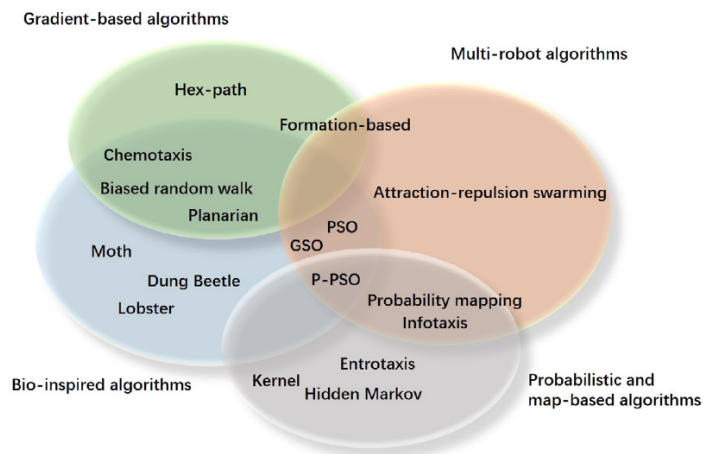 Gradient-based algorithms
Multi-robot algorithms
Hex-path
Formation-based
Chemotaxis
Biased random walk
Attraction-repulsion swarming
Planarian
PSO
GSO
Moth
Dung Beetle
P-PSO
Lobster
Probability mapping
Infotaxis
Entrotaxis
Kernel
Hidden Markov
Bio-inspired algorithms
Probabilistic and
map-based algorithms